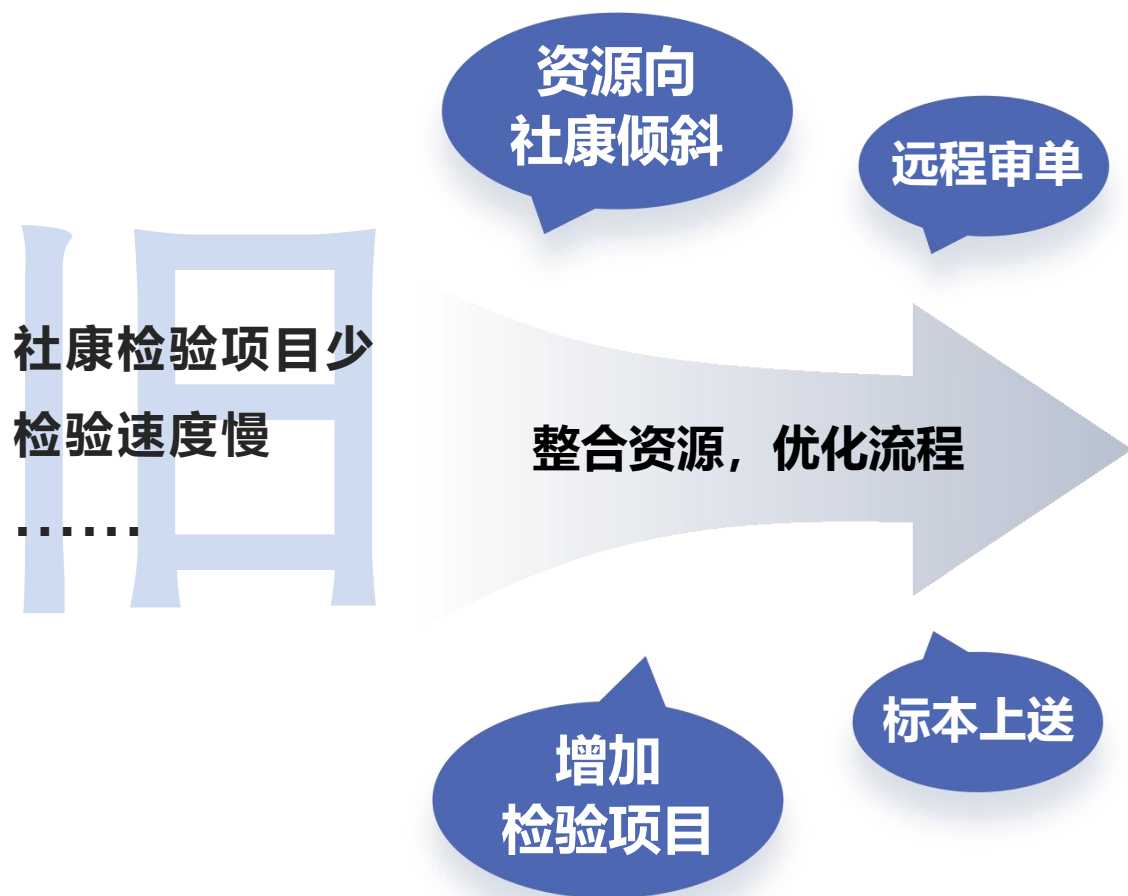 资源向
社康倾斜
远程审单
旧
社康检验项目少
检验速度慢
……
整合资源，优化流程
标本上送
增加
检验项目